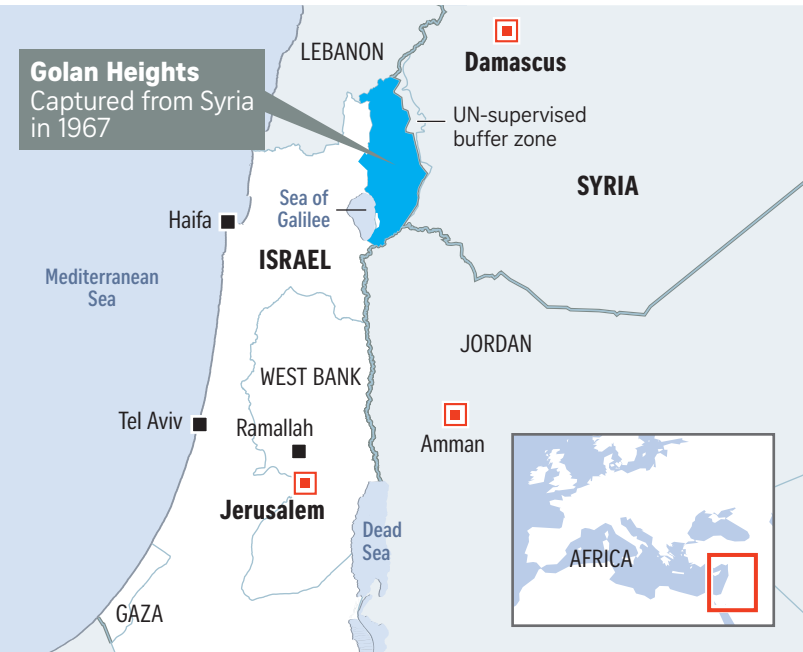 LEBANON
Damascus
Golan Heights
Captured from Syria
in 1967
UN-supervised
buffer zone
SYRIA
Sea of
Galilee
Haifa
ISRAEL
Mediterranean
Sea
JORDAN
WEST BANK
Tel Aviv
Ramallah
Amman
Jerusalem
Dead
Sea
AFRICA
GAZA